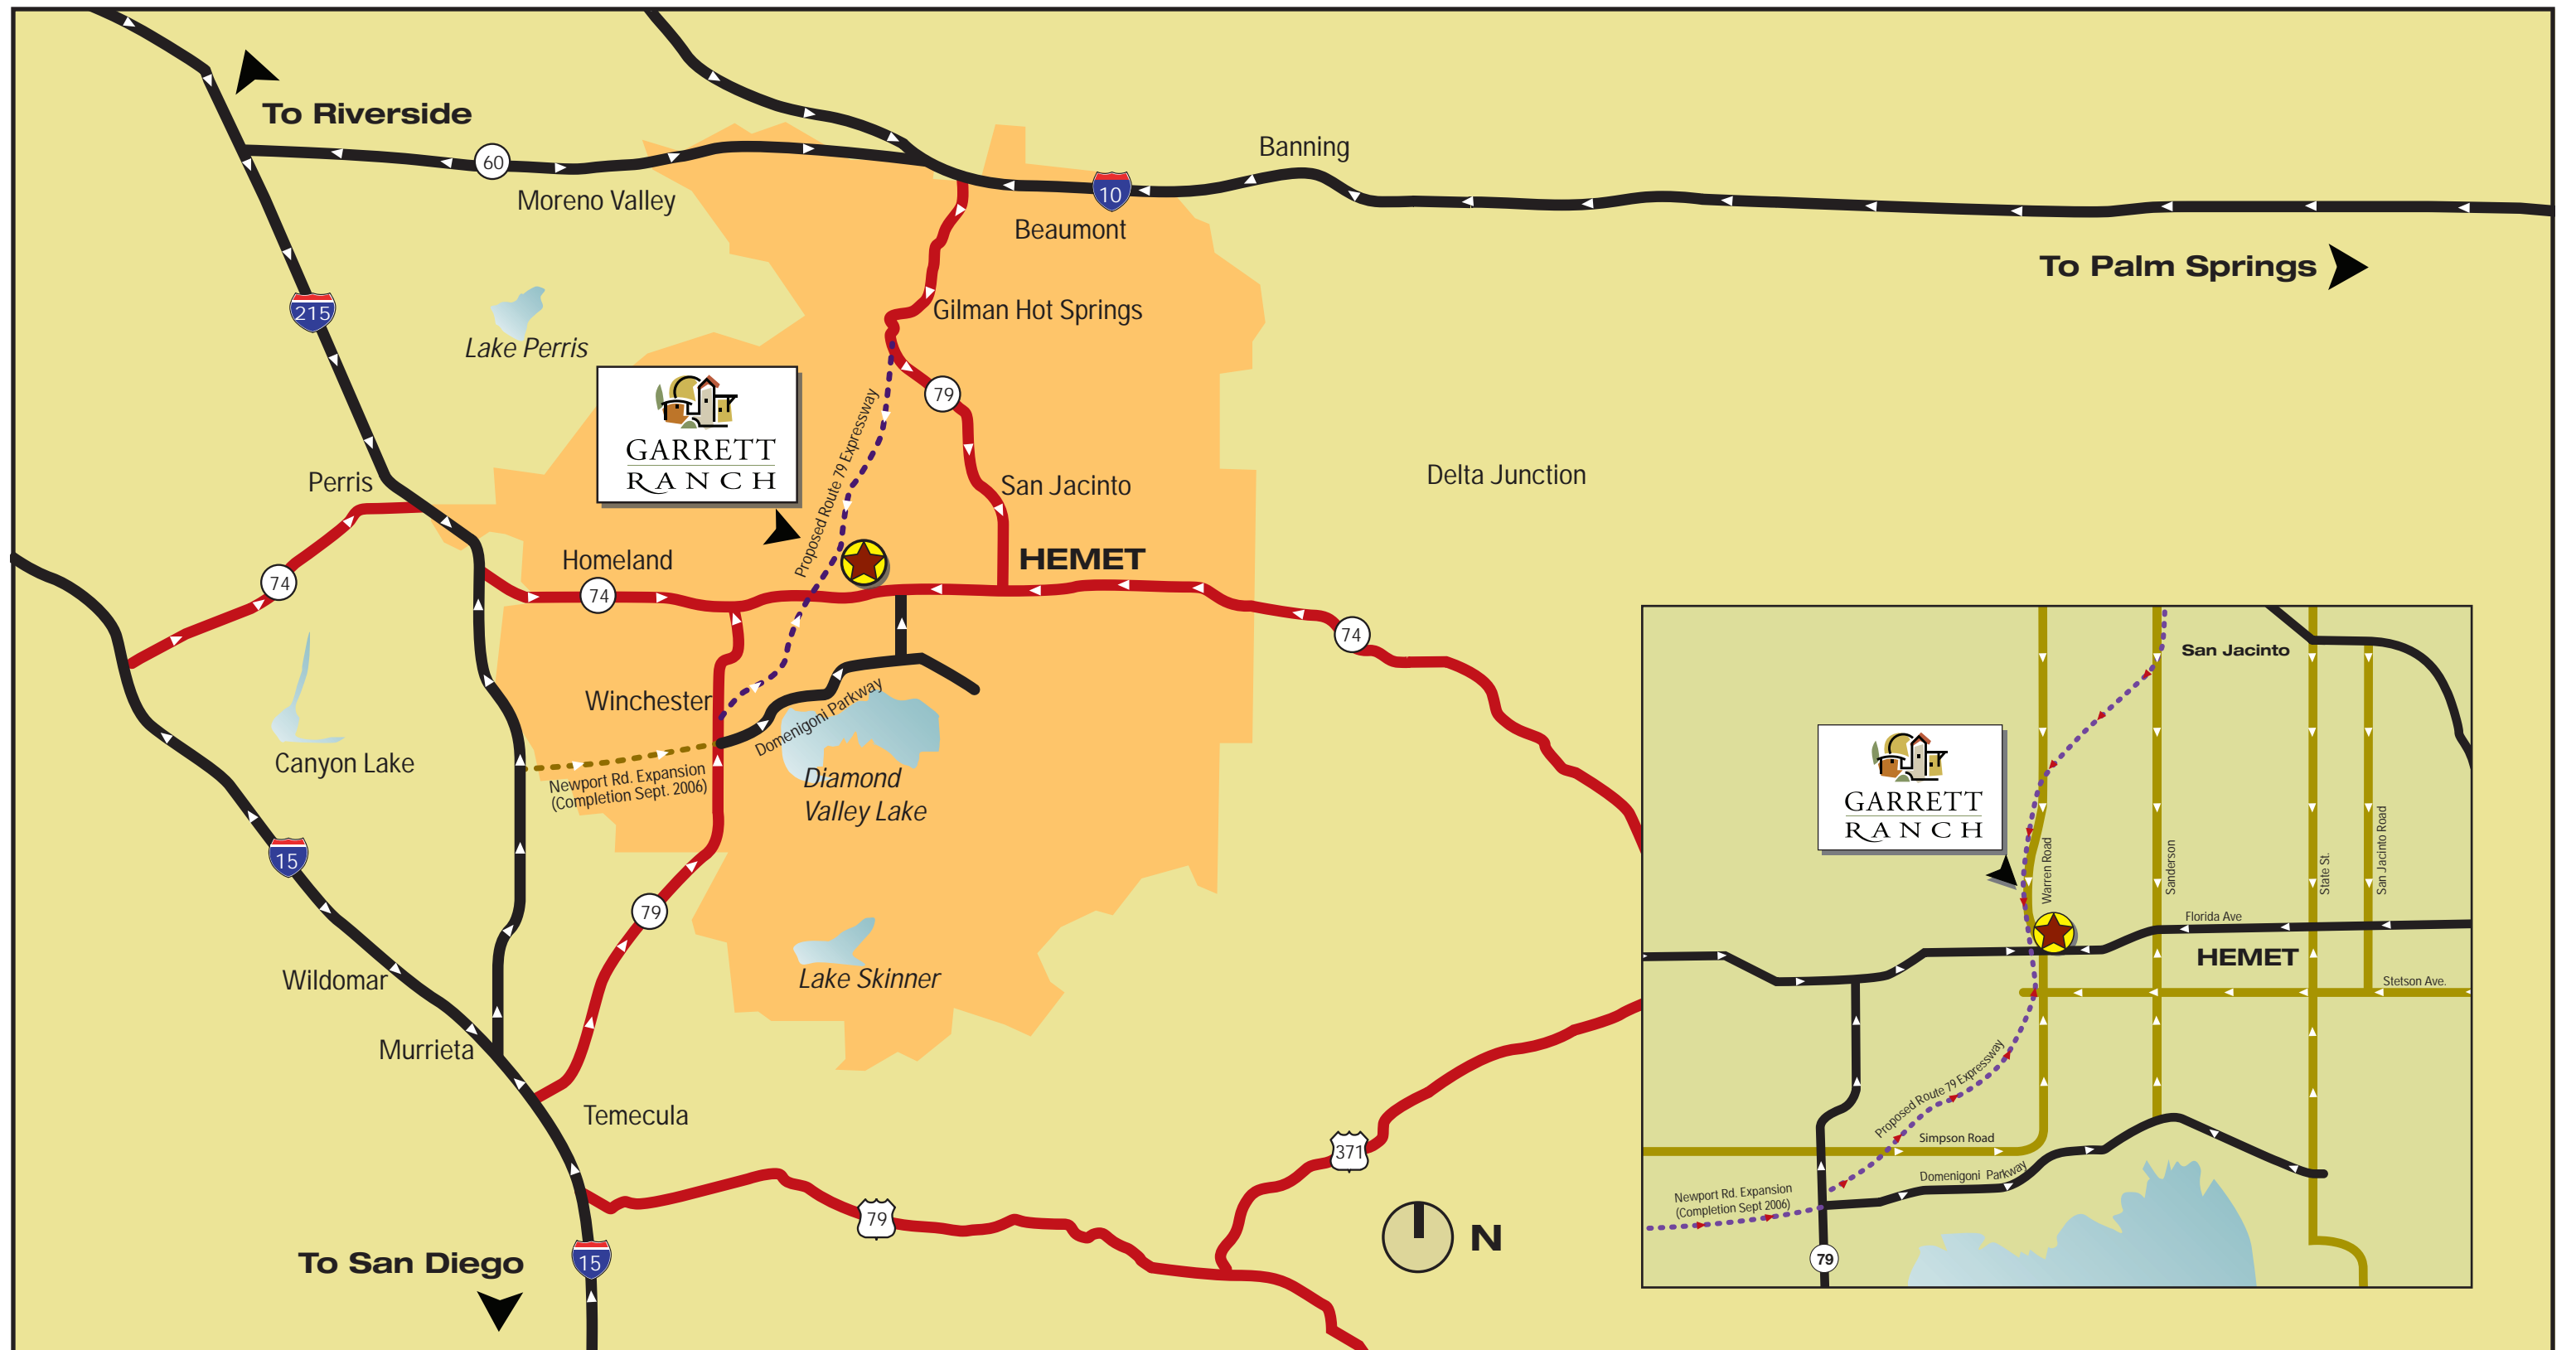 To Riverside
60
Moreno Valley
Banning
10
Beaumont
To Palm Springs
215
Lake Perris
Gilman Hot Springs
79
GARRETT
RANCH
Proposed Route 79 Expressway
Perris
San Jacinto
Delta Junction
Homeland
HEMET
74
74
74
Winchester
Domenigoni Parkway
Canyon Lake
Newport Rd. Expansion
(Completion Sept. 2006)
Diamond
Valley Lake
15
79
Wildomar
Lake Skinner
Murrieta
Temecula
371
79
N
To San Diego
15
San Jacinto
GARRETT
RANCH
Warren Road
Sanderson
State St.
San Jacinto Road
Florida Ave
HEMET
Stetson Ave.
Proposed Route 79 Expressway
Simpson Road
Domenigoni Parkway
Newport Rd. Expansion
(Completion Sept 2006)
79